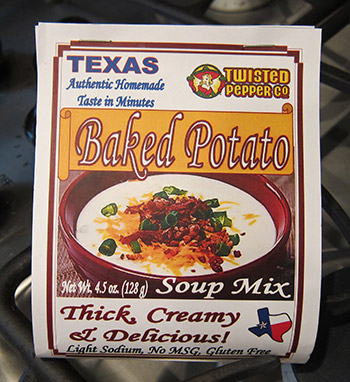 TEXAS
Authentic Homemade
Taste in Minutes
TWISTED
PEPPER CO
Baked Potato
Net Wt. 4.5 oz. (128 g) Soup Mix
Thick, Creamy
& Delicious!
Light Sodium, No MSG, Gluten Free